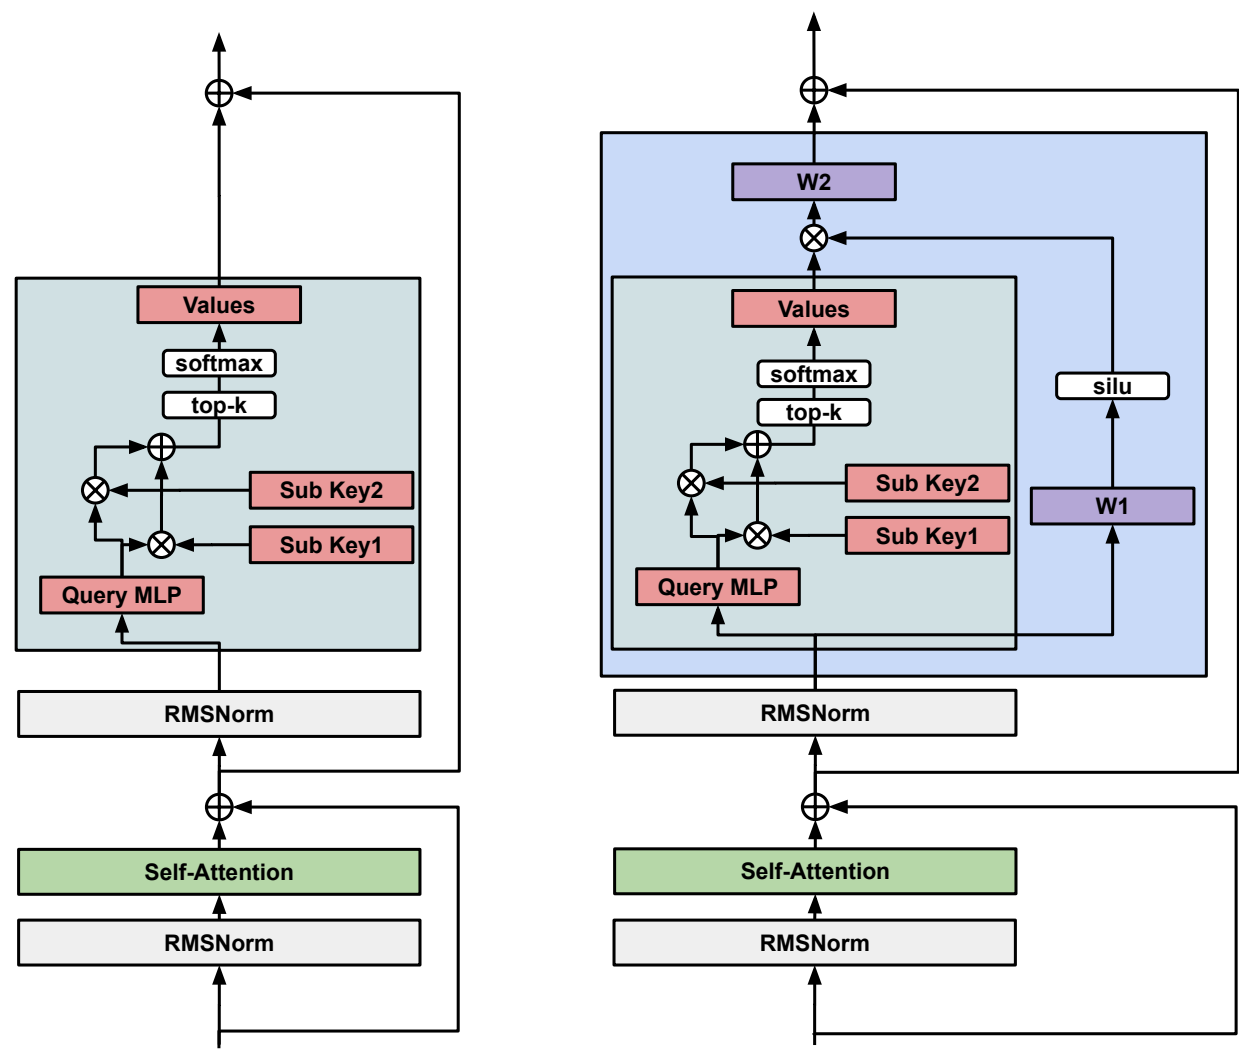 Values
softmax
top-k
Sub Key2
Sub Key1
Query MLP
RMSNorm
Self-Attention
RMSNorm
W2
Values
softmax
top-k
silu
Sub Key2
W1
Sub Key1
Query MLP
RMSNorm
Self-Attention
RMSNorm